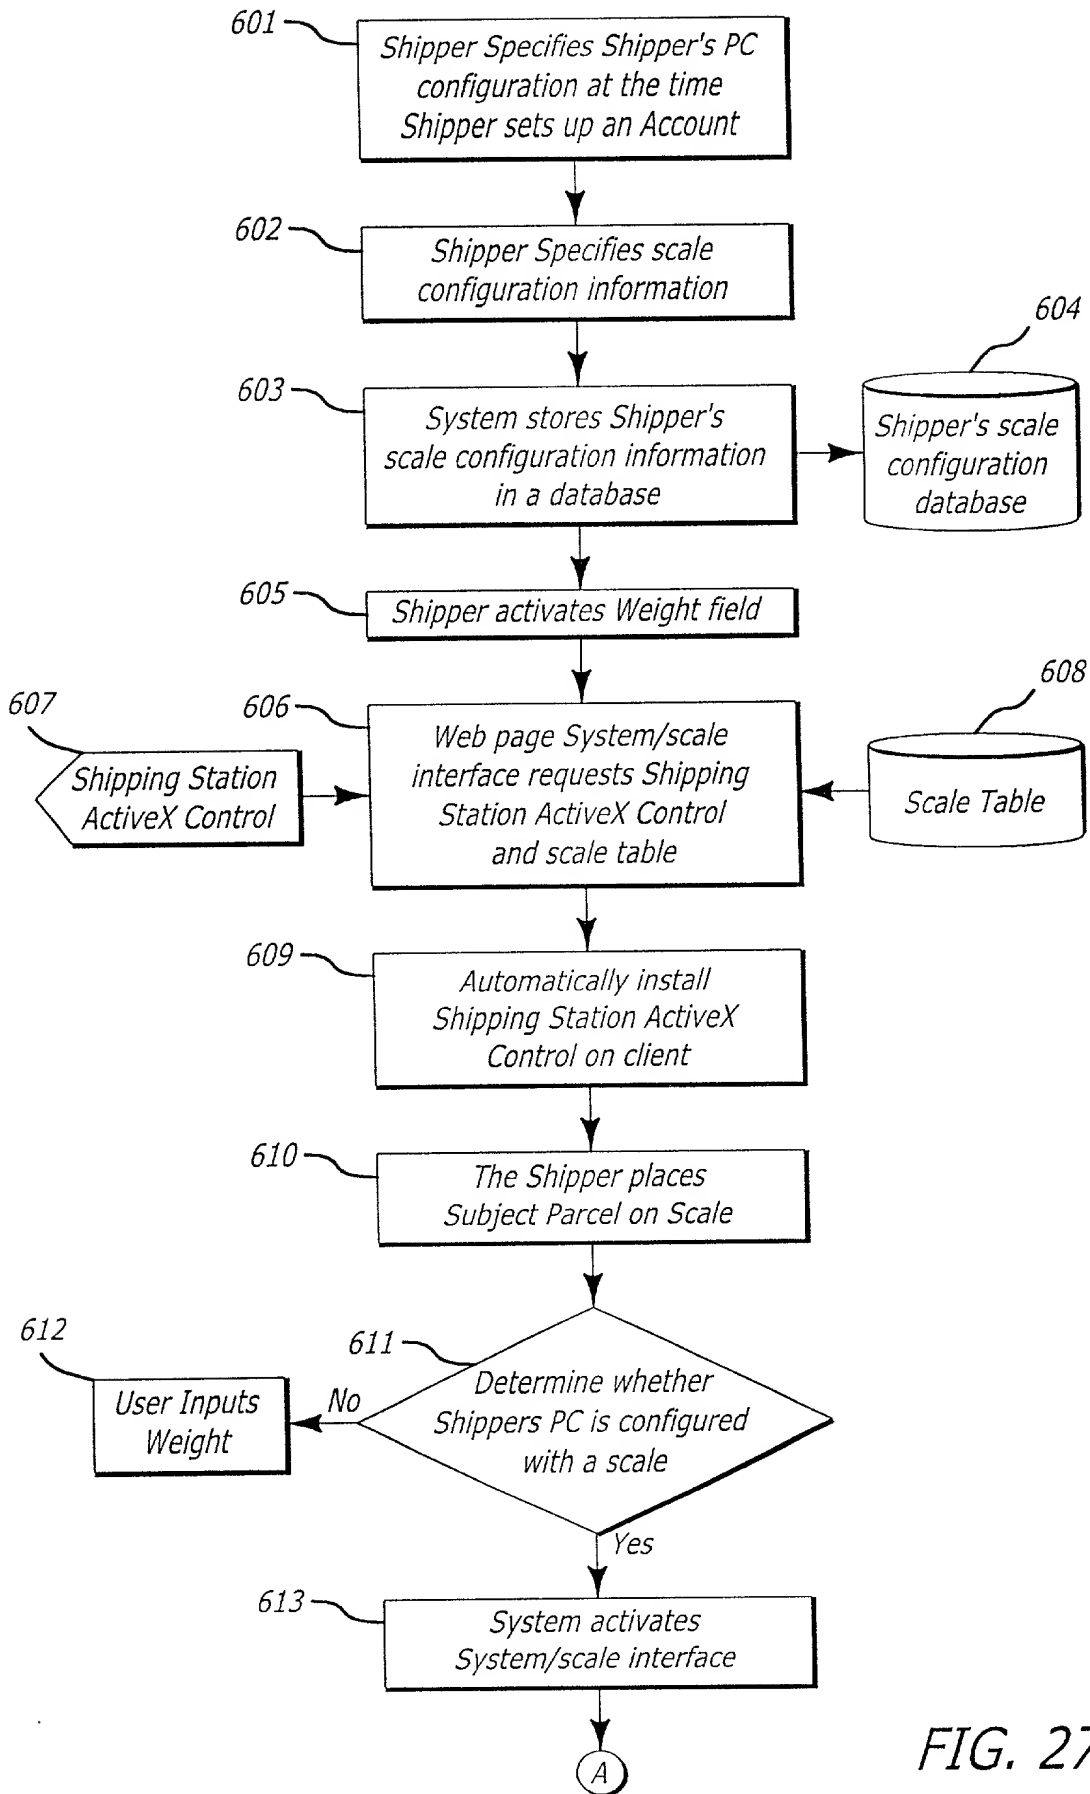 601
Shipper Specifies Shipper's PC
configuration at the time
Shipper sets up an Account
602
Shipper Specifies scale
configuration information
603
System stores Shipper's
scale configuration information
in a database
604
Shipper's scale
configuration
database
605
Shipper activates Weight field
606
Web page System/scale
interface requests Shipping
Station ActiveX Control
and scale table
607
Shipping Station
ActiveX Control
608
Scale Table
609
Automatically install
Shipping Station ActiveX
Control on client
610
The Shipper places
Subject Parcel on Scale
611
Determine whether
Shippers PC is configured
with a scale
No
612
User Inputs
Weight
Yes
613
System activates
System/scale interface
A
FIG. 27